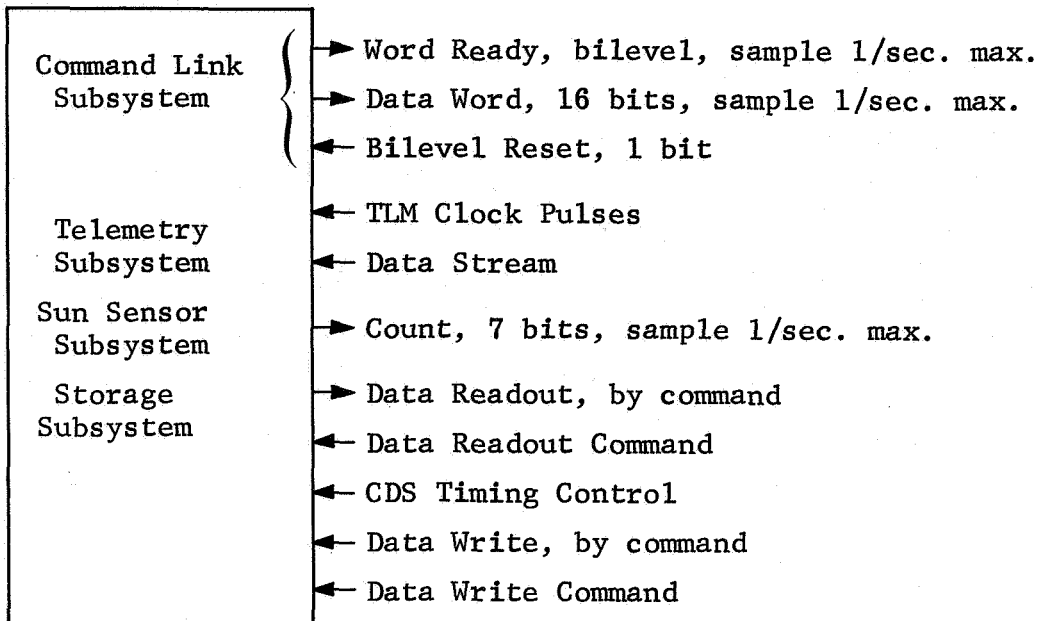 Command Link
Subsystem
Word Ready, bilevel, sample 1/sec. max.
Data Word, 16 bits, sample 1/sec. max.
Bilevel Reset, 1 bit
Telemetry
Subsystem
TLM Clock Pulses
Data Stream
Sun Sensor
Subsystem
Count, 7 bits, sample 1/sec. max.
Storage
Subsystem
Data Readout, by command
Data Readout Command
CDS Timing Control
Data Write, by command
Data Write Command